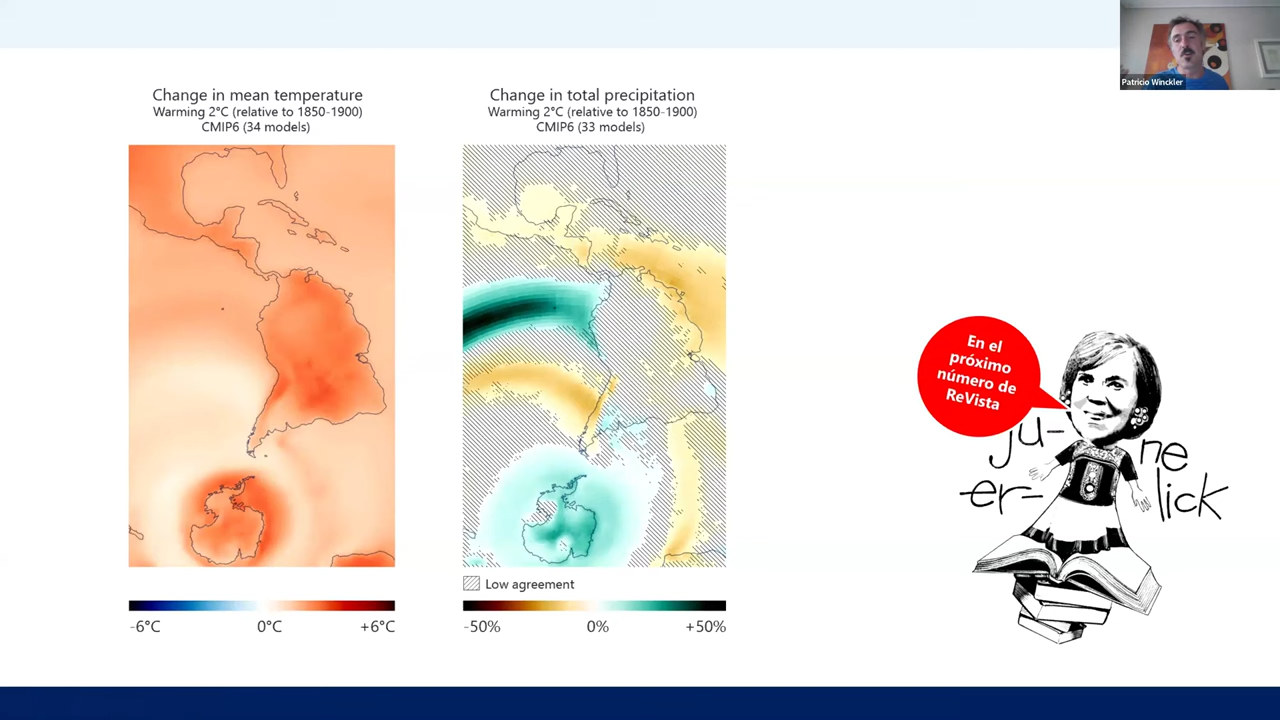 Patricio Winckler
Change in mean temperature
Warming 2°C (relative to 1850-1900)
CMIP6 (34 models)
Change in total precipitation
Warming 2°C (relative to 1850-1900)
CMIP6 (33 models)
En el
próximo
número de
ReVista
ju-
ne
er-
lick
Low agreement
-6°C
0°C
+6°C
-50%
0%
+50%